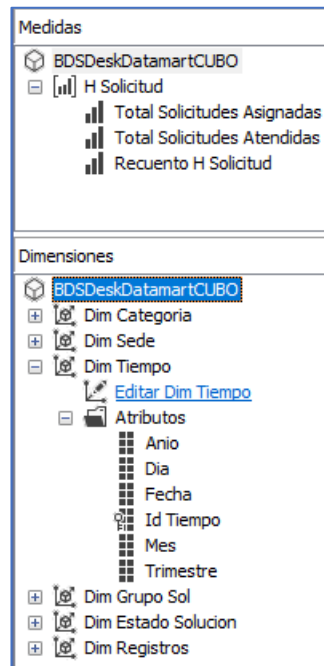 Medidas
BDSDeskDatamartCUBO
H Solicitud
Total Solicitudes Asignadas
Total Solicitudes Atendidas
Recuento H Solicitud
Dimensiones
BDSDeskDatamartCUBO
Dim Categoria
Dim Sede
Dim Tiempo
Editar Dim Tiempo
Atributos
Anio
Dia
Fecha
Id Tiempo
Mes
Trimestre
Dim Grupo Sol
Dim Estado Solucion
Dim Registros